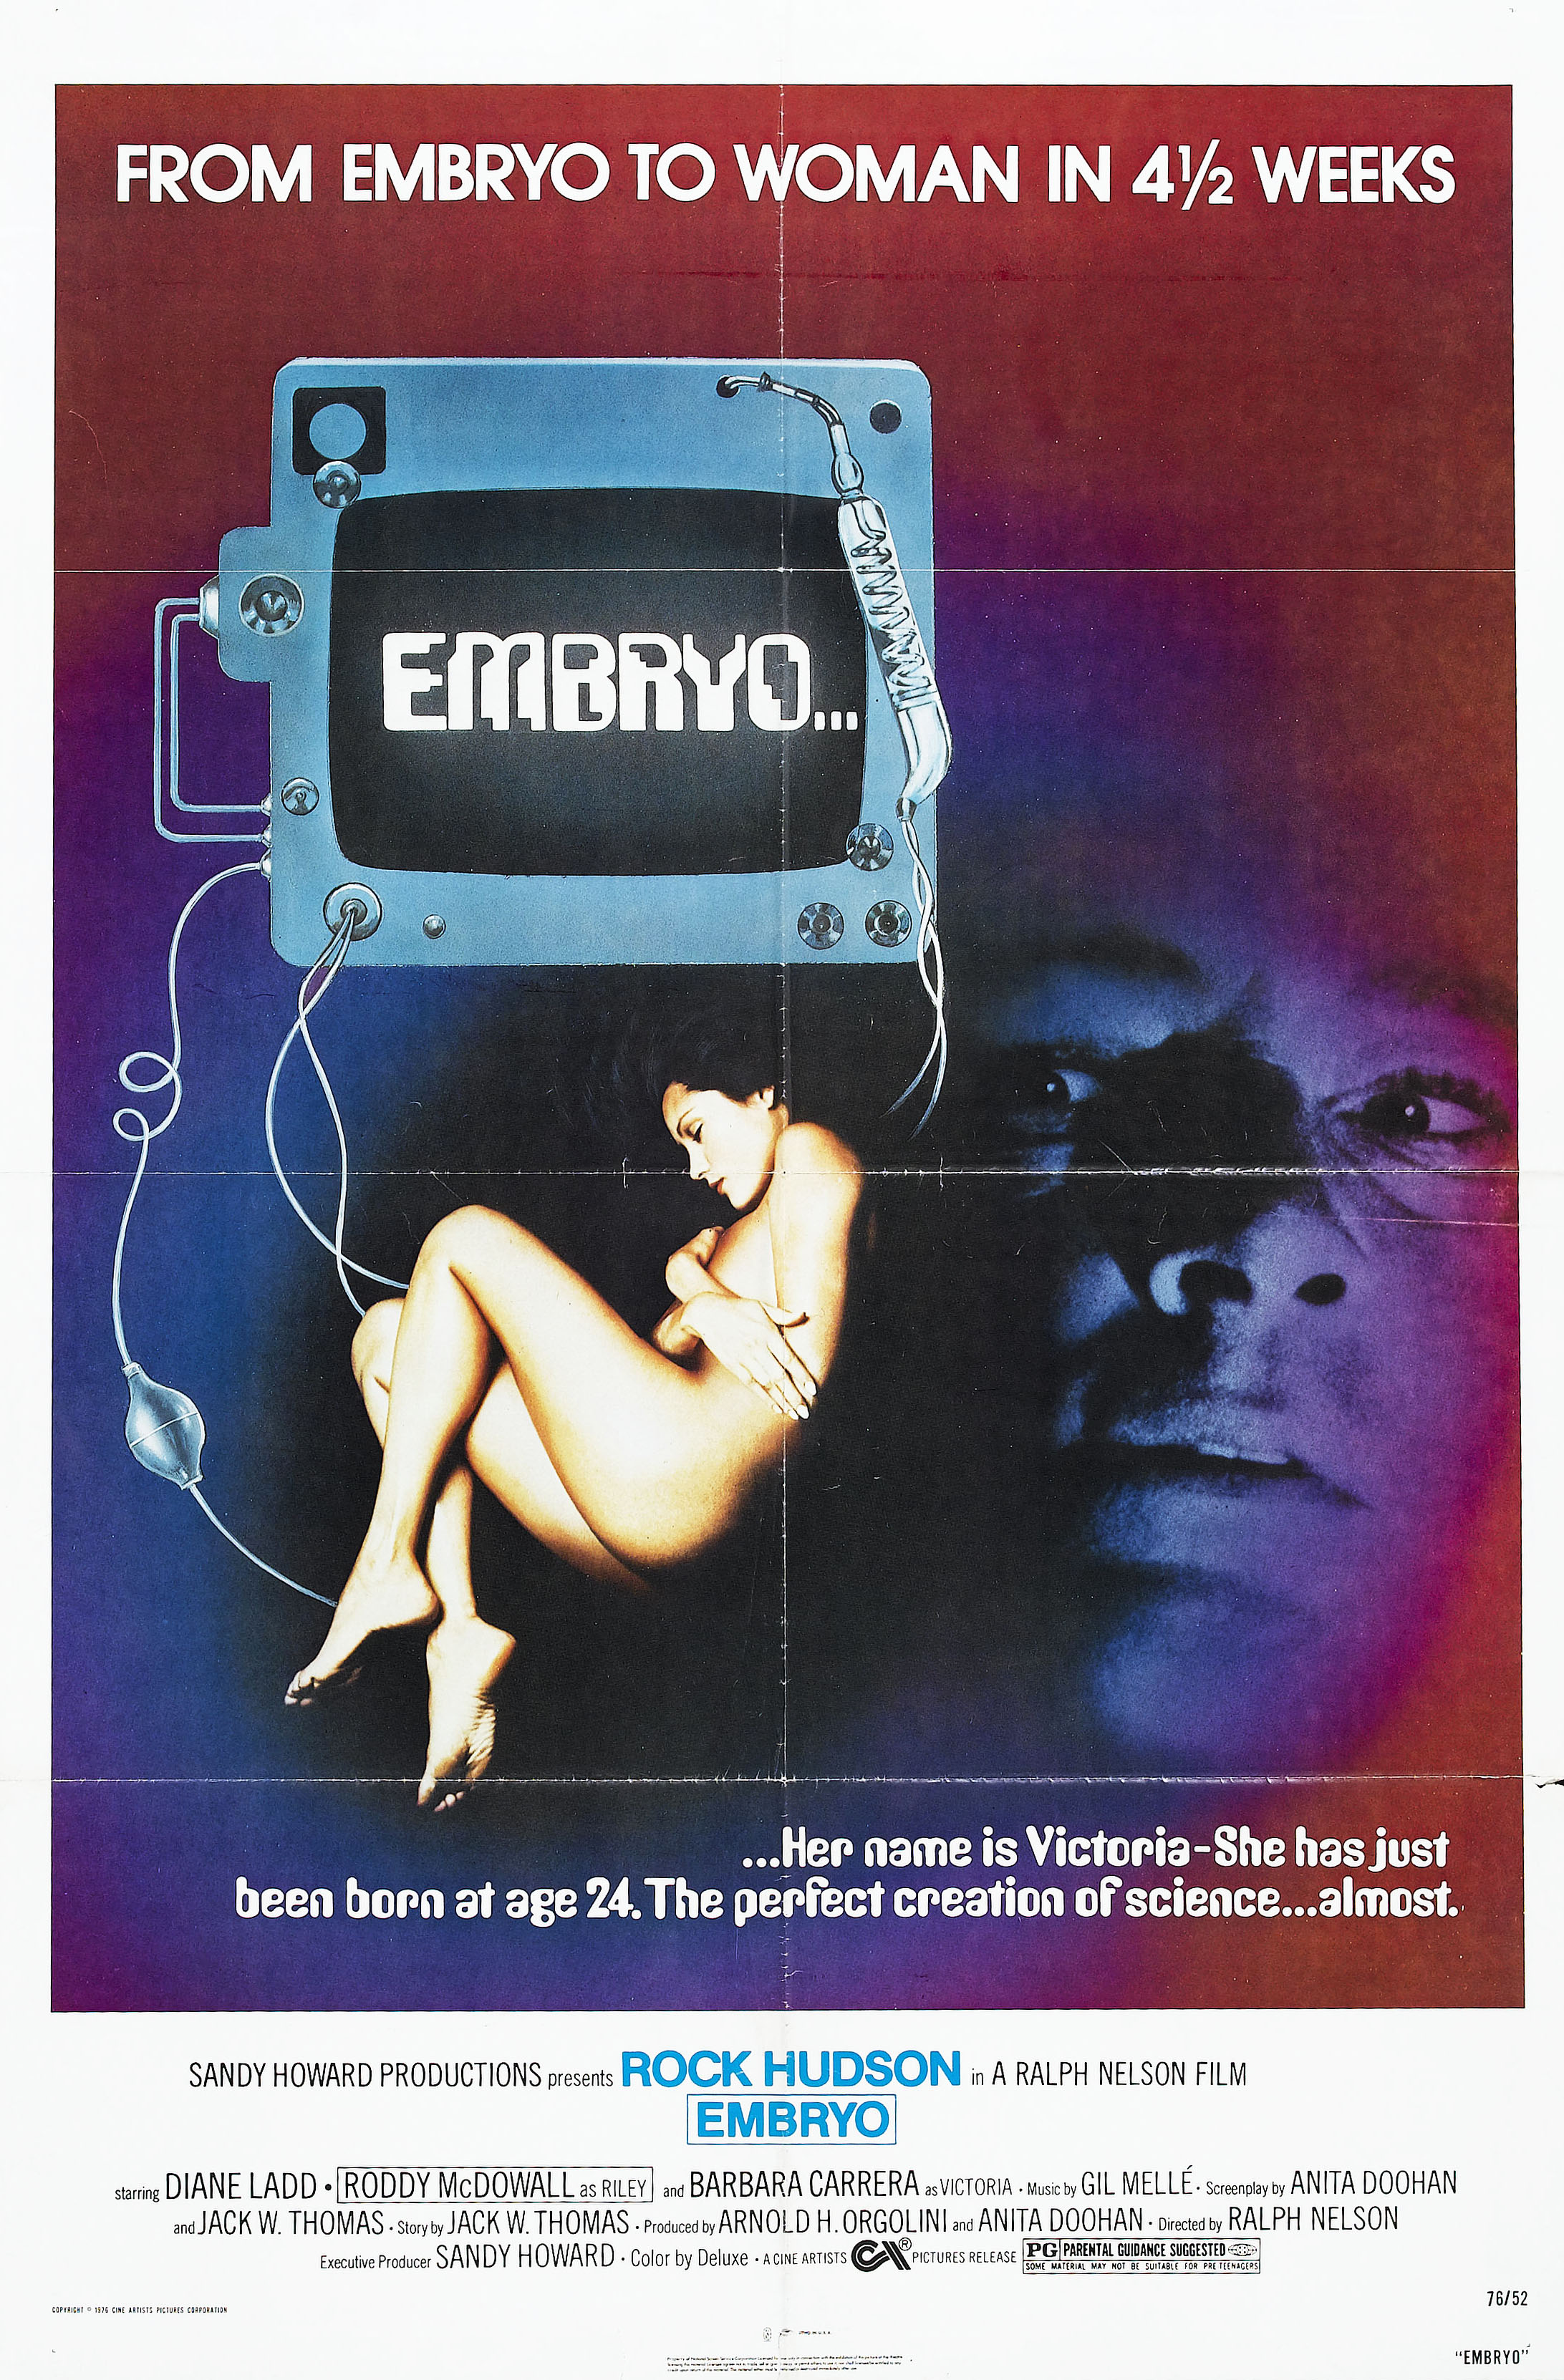 FROM EMBRYO TO WOMAN IN 4½ WEEKS
EMBRYO...
...Her name is Victoria-She has just
been born at age 24. The perfect creation of science...almost.
SANDY HOWARD PRODUCTIONS presents ROCK HUDSON in A RALPH NELSON FILM
EMBRYO
starring DIANE LADD • RODDY McDOWALL as RILEY and BARBARA CARRERA as VICTORIA • Music by GIL MELLÉ • Screenplay by ANITA DOOHAN
and JACK W. THOMAS • Story by JACK W. THOMAS • Produced by ARNOLD H. ORGOLINI and ANITA DOOHAN • Directed by RALPH NELSON
Executive Producer SANDY HOWARD • Color by Deluxe • A CINE ARTISTS CA® PICTURES RELEASE PG PARENTAL GUIDANCE SUGGESTED
SOME MATERIAL MAY NOT BE SUITABLE FOR PRE TEENAGERS
76/52
COPYRIGHT © 1976 CINE ARTISTS PICTURES CORPORATION
LITHO IN U.S.A.
"EMBRYO"